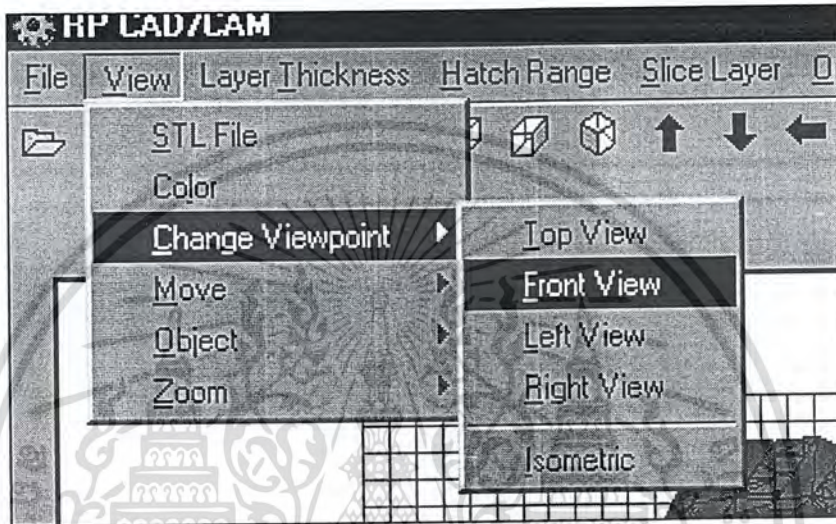 RP CAD/CAM
File View Layer Thickness Hatch Range Slice Layer O
STL File
Color
Change Viewpoint
Move
Object
Zoom
Top View
Front View
Left View
Right View
Isometric